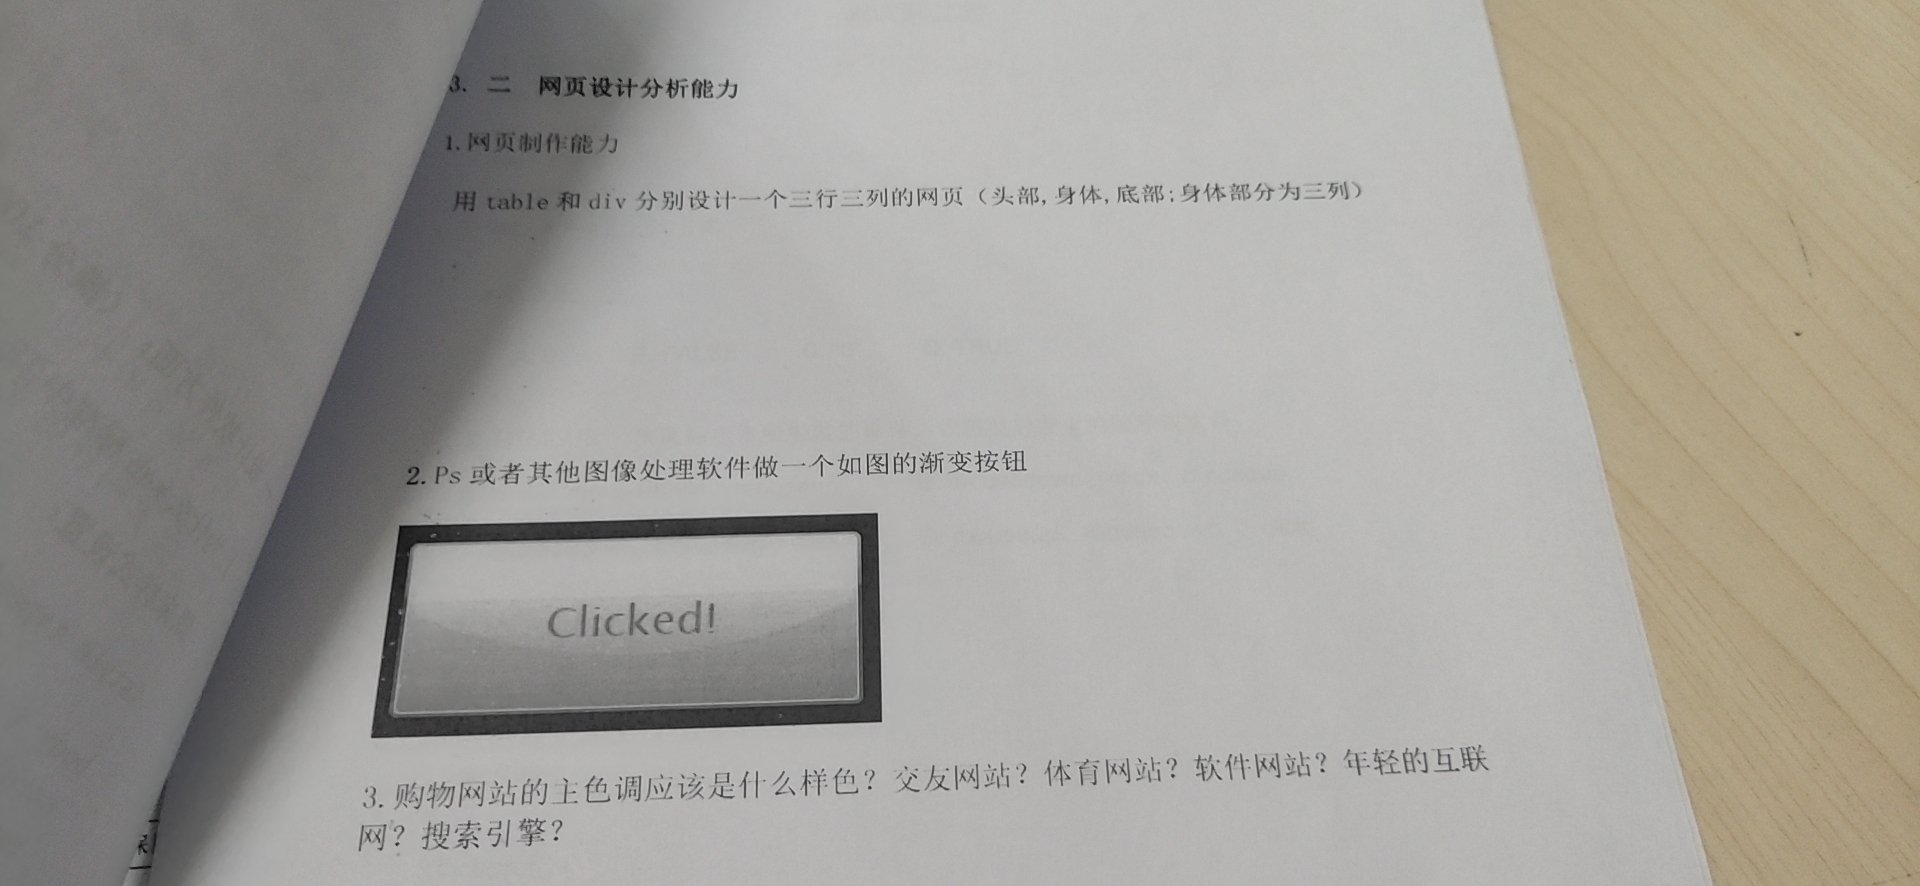 3. 二 网页设计分析能力
1.网页制作能力
用 table 和 div 分别设计一个三行三列的网页（头部,身体,底部;身体部分为三列）
2.Ps 或者其他图像处理软件做一个如图的渐变按钮
Clicked!
3.购物网站的主色调应该是什么样色？交友网站？体育网站？软件网站？年轻的互联
网？搜索引擎？